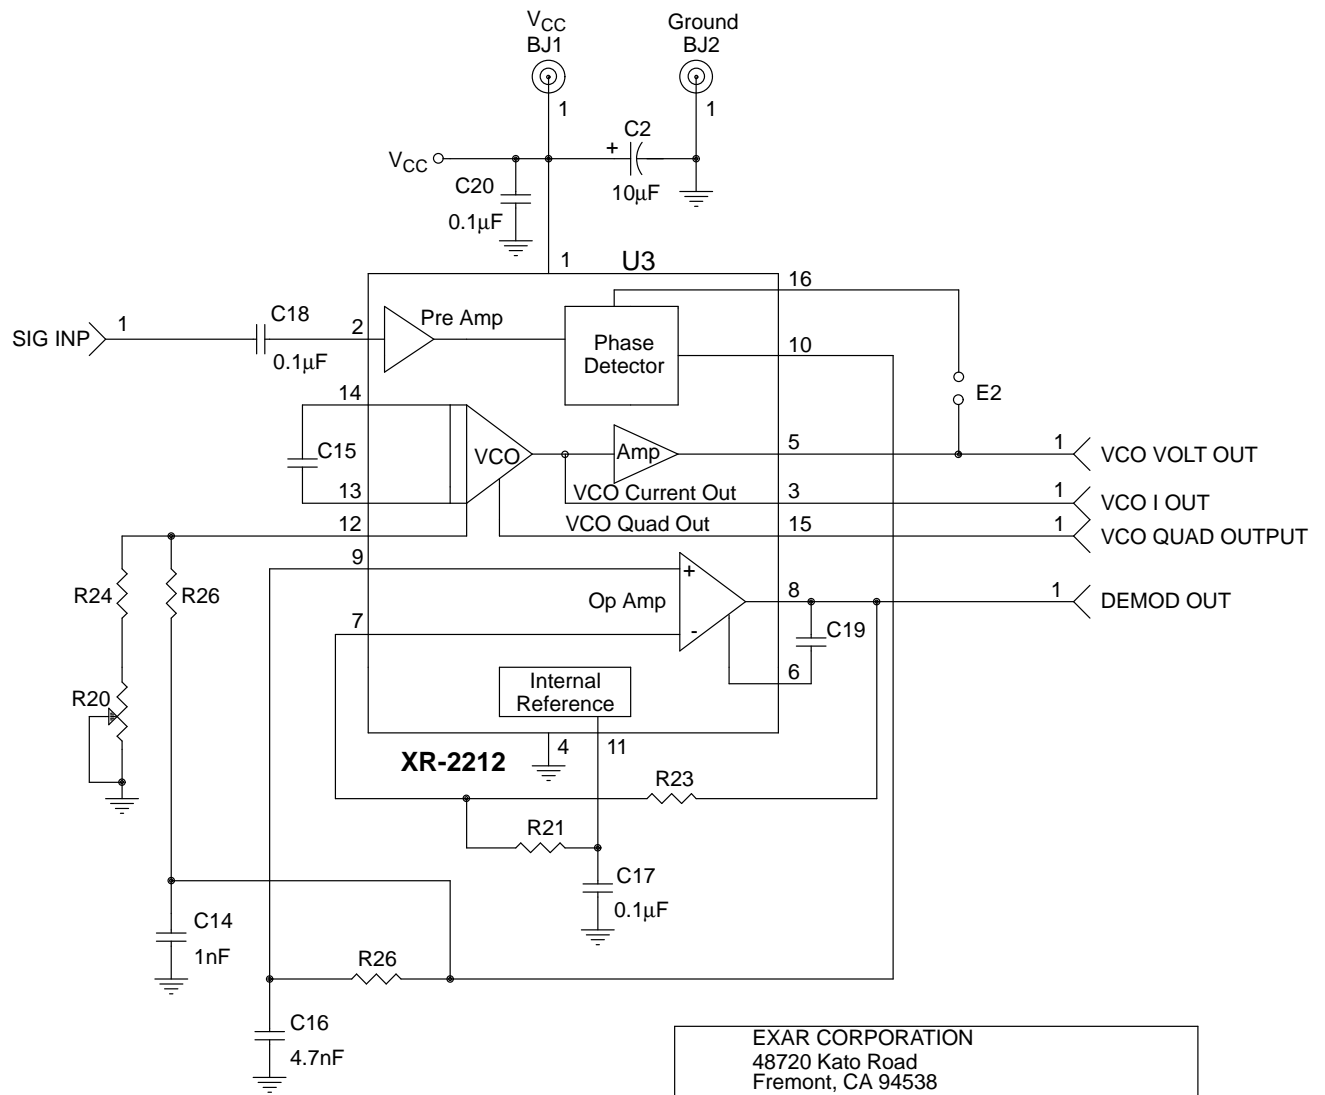 VCC
BJ1
1
Ground
BJ2
1
VCC
C20
0.1µF
+
C2
10µF
1
U3
SIG INP
1
C18
0.1µF
2
Pre Amp
Phase
Detector
16
10
E2
14
C15
13
VCO
Amp
5
1
VCO VOLT OUT
VCO Current Out
3
1
VCO I OUT
12
VCO Quad Out
15
1
VCO QUAD OUTPUT
9
R24
R26
Op Amp
+
-
8
1
DEMOD OUT
7
C19
6
R20
Internal
Reference
XR-2212
4
11
R23
R21
C17
0.1µF
C14
1nF
R26
C16
4.7nF
EXAR CORPORATION
48720 Kato Road
Fremont, CA 94538